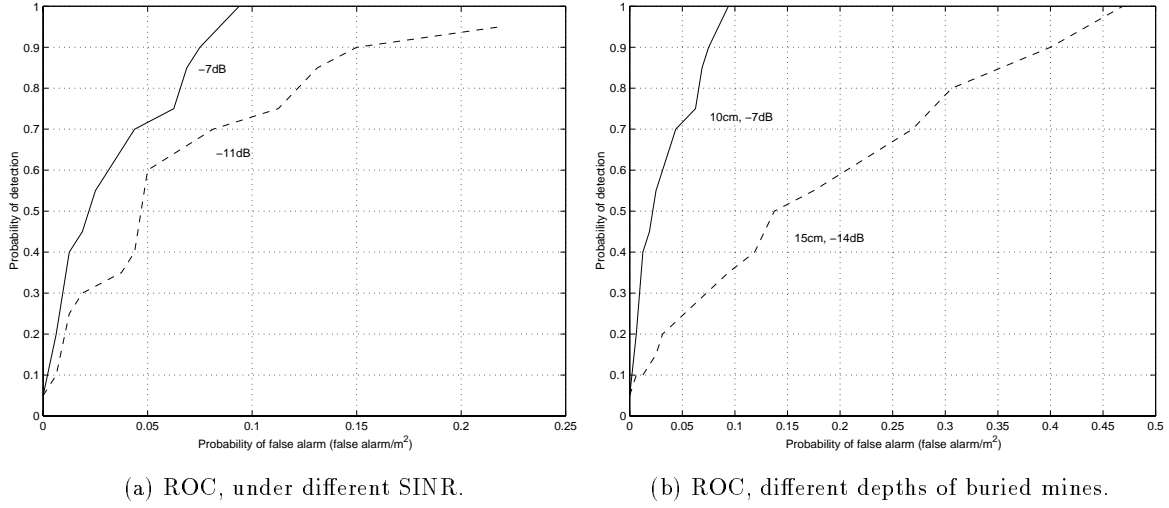 1
0.9
0.8
0.7
0.6
0.5
0.4
0.3
0.2
0.1
0
Probability of detection
−7dB
−11dB
0 0.05 0.1 0.15 0.2 0.25
Probability of false alarm (false alarm/m²)
(a) ROC, under different SINR.
1
0.9
0.8
0.7
0.6
0.5
0.4
0.3
0.2
0.1
0
Probability of detection
10cm, −7dB
15cm, −14dB
0 0.05 0.1 0.15 0.2 0.25 0.3 0.35 0.4 0.45 0.5
Probability of false alarm (false alarm/m²)
(b) ROC, different depths of buried mines.